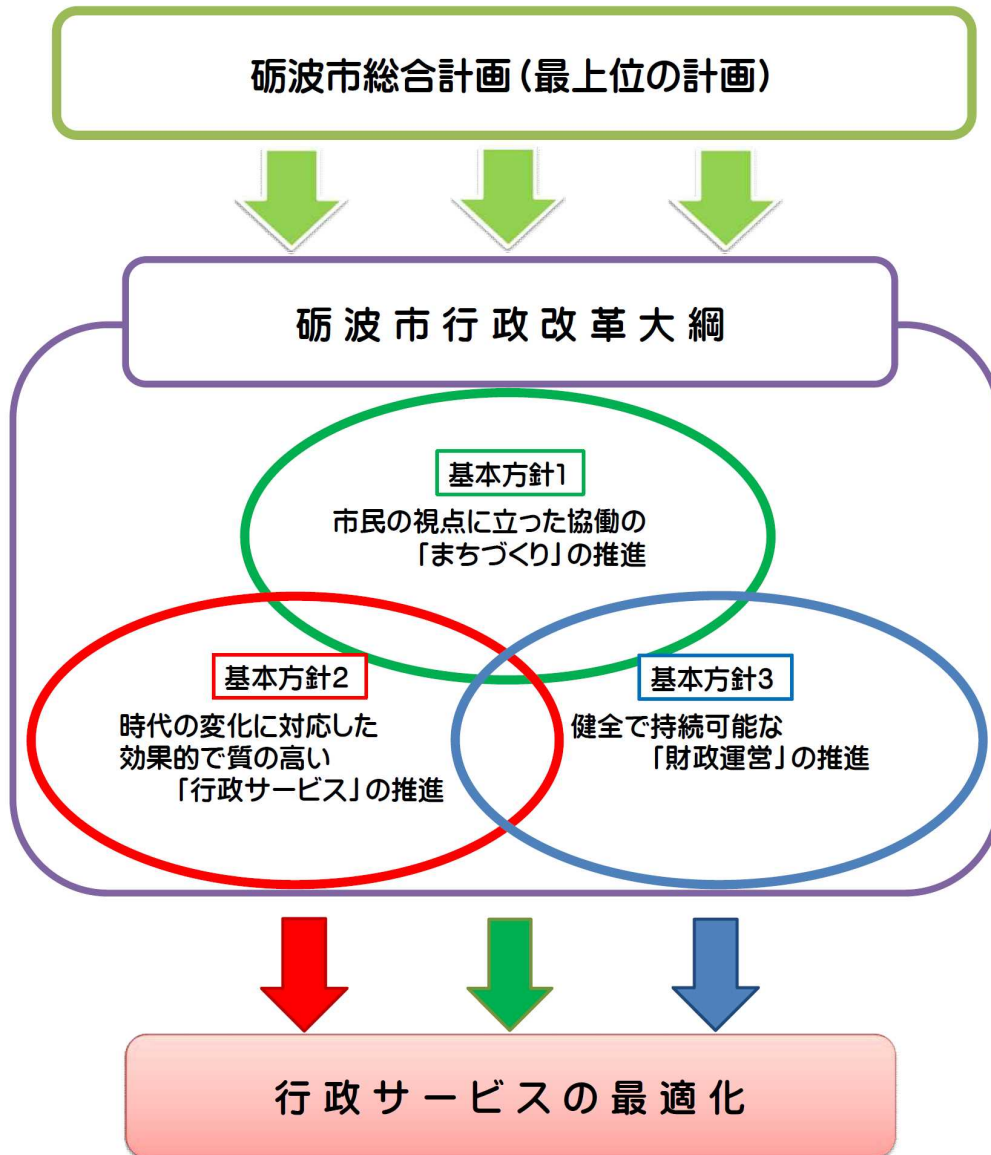 砺波市総合計画(最上位の計画)
砺波市行政改革大綱
基本方針1
市民の視点に立った協働の
「まちづくり」の推進
基本方針2
時代の変化に対応した
効果的で質の高い
「行政サービス」の推進
基本方針3
健全で持続可能な
「財政運営」の推進
行政サービスの最適化